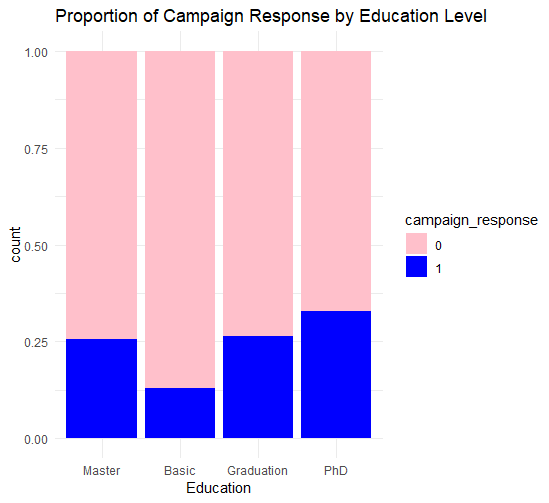 Proportion of Campaign Response by Education Level
1.00
0.75
0.50
0.25
0.00
count
Master Basic Graduation PhD
Education
campaign_response
0
1